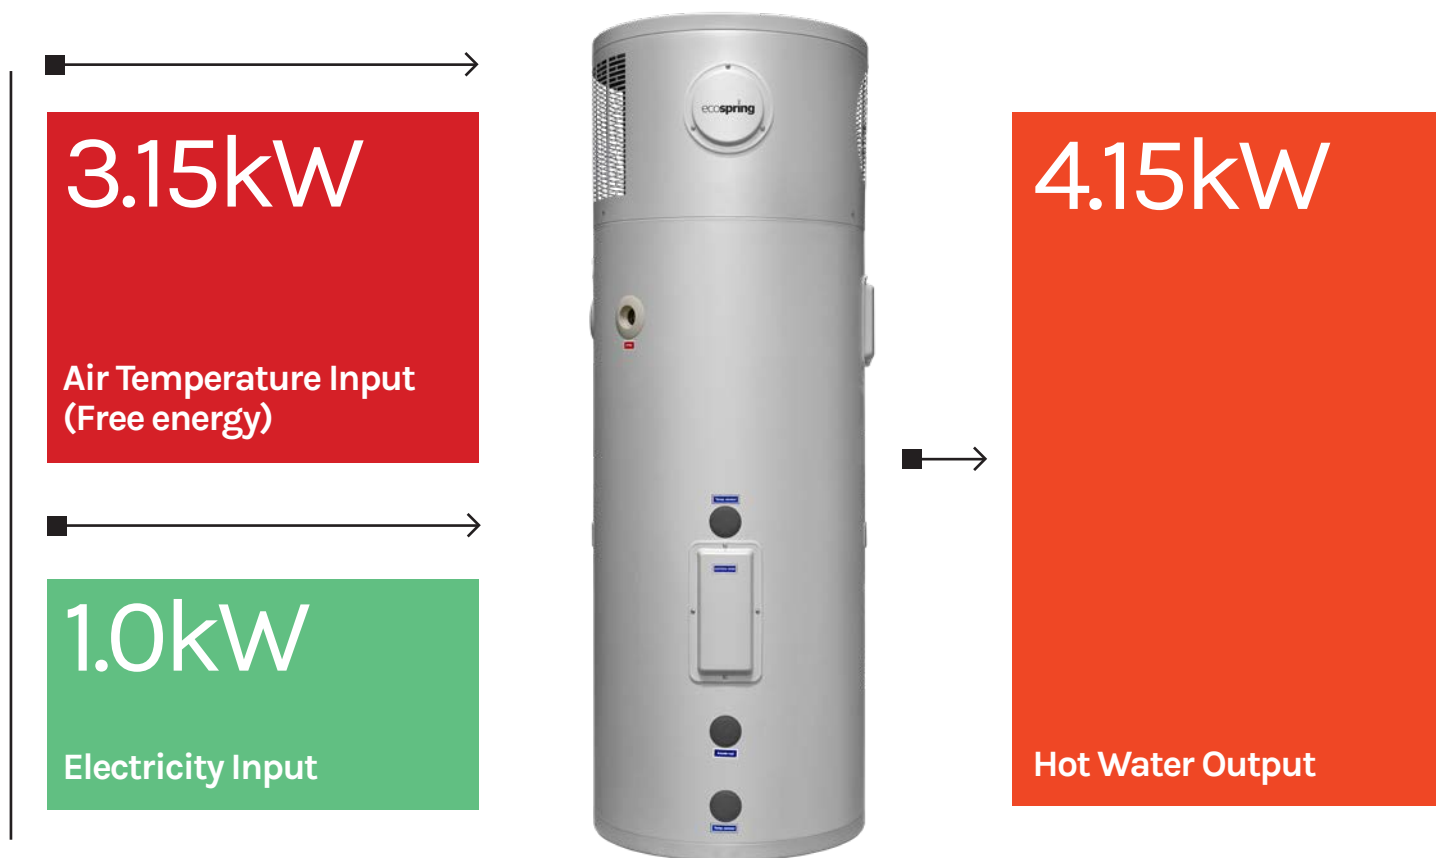 3.15kW
Air Temperature Input
(Free energy)
1.0kW
Electricity Input
ecospring
4.15kW
Hot Water Output